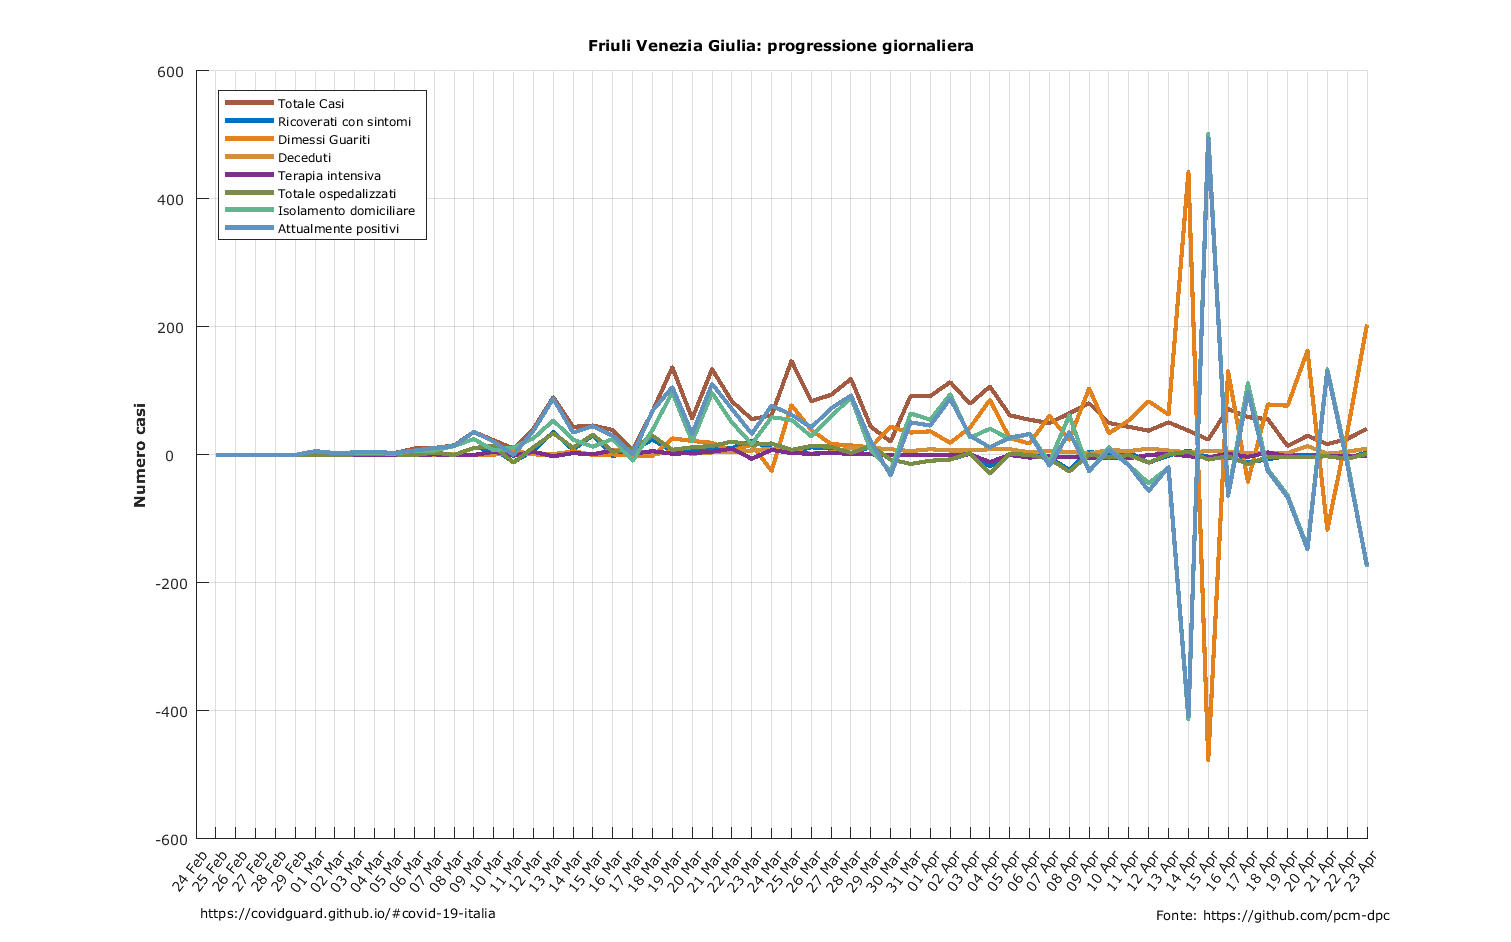 Friuli Venezia Giulia: progressione giornaliera
600
400
200
0
-200
-400
-600
Numero casi
Totale Casi
Ricoverati con sintomi
Dimessi Guariti
Deceduti
Terapia intensiva
Totale ospedalizzati
Isolamento domiciliare
Attualmente positivi
24 Feb
25 Feb
26 Feb
27 Feb
28 Feb
29 Feb
01 Mar
02 Mar
03 Mar
04 Mar
05 Mar
06 Mar
07 Mar
08 Mar
09 Mar
10 Mar
11 Mar
12 Mar
13 Mar
14 Mar
15 Mar
16 Mar
17 Mar
18 Mar
19 Mar
20 Mar
21 Mar
22 Mar
23 Mar
24 Mar
25 Mar
26 Mar
27 Mar
28 Mar
29 Mar
30 Mar
31 Mar
01 Apr
02 Apr
03 Apr
04 Apr
05 Apr
06 Apr
07 Apr
08 Apr
09 Apr
10 Apr
11 Apr
12 Apr
13 Apr
14 Apr
15 Apr
16 Apr
17 Apr
18 Apr
19 Apr
20 Apr
21 Apr
22 Apr
23 Apr
https://covidguard.github.io/#covid-19-italia
Fonte: https://github.com/pcm-dpc